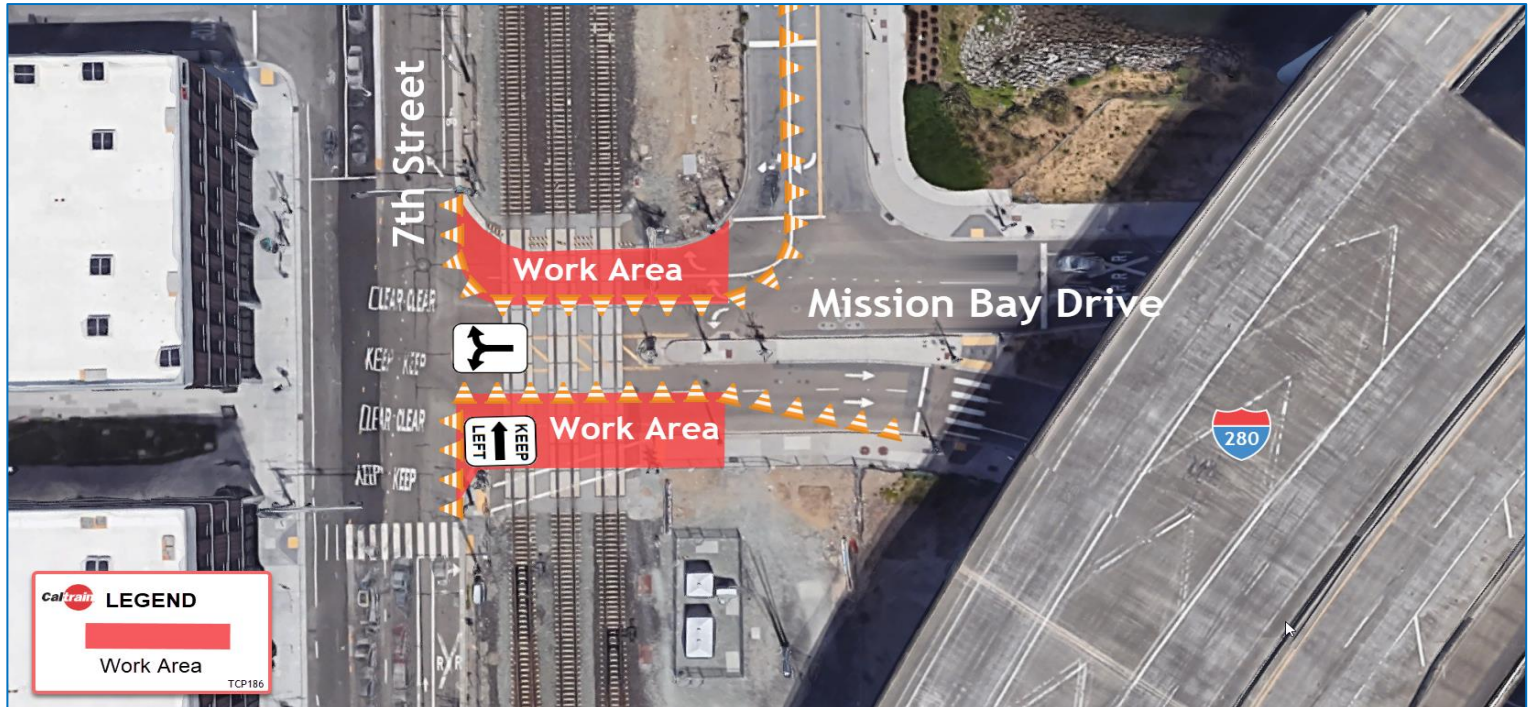 7th Street
Work Area
CLEAR CLEAR
Mission Bay Drive
KEEP KEEP
CLEAR CLEAR
Work Area
KEEP
LEFT
KEEP KEEP
280
Caltrain LEGEND
Work Area
TCP186
R R